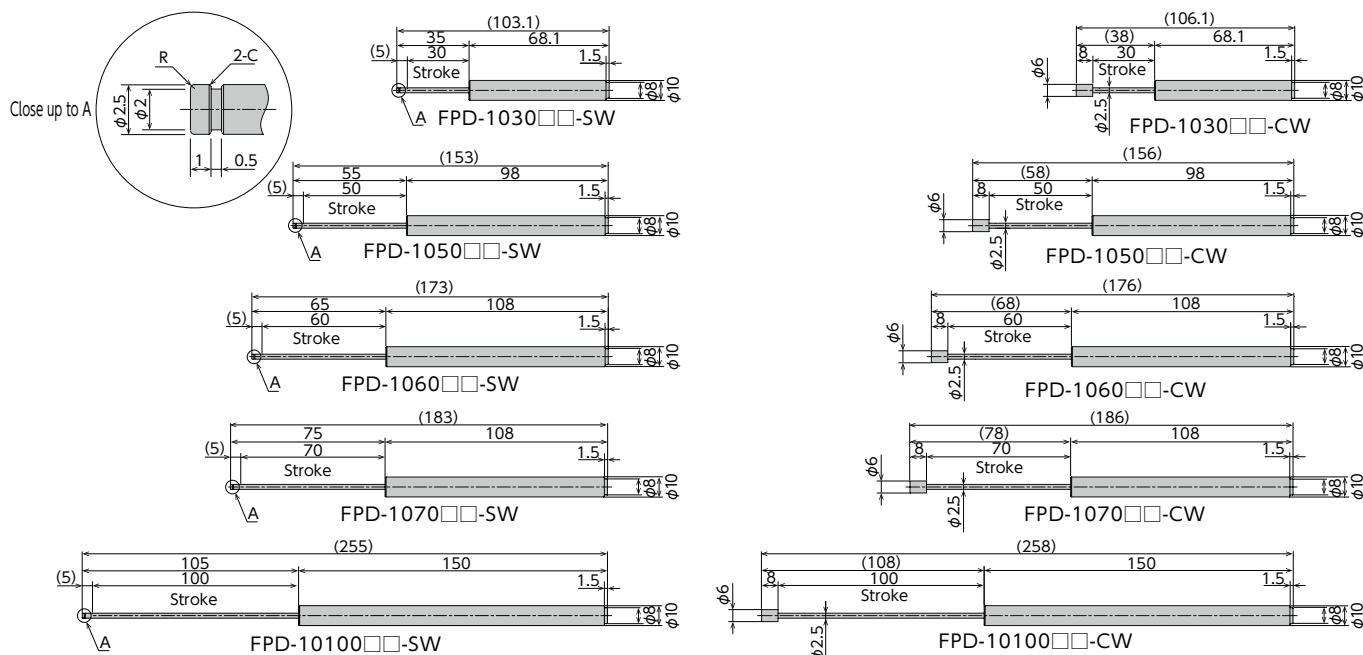 Close up to A
R
2-C
φ2.5
φ2
1
0.5
(103.1)
35
68.1
(5)
30
1.5
Stroke
φ8
φ10
A
FPD-1030□□-SW
(106.1)
(38)
68.1
8
30
1.5
Stroke
φ6
φ2.5
φ8
φ10
FPD-1030□□-CW
(153)
55
98
(5)
50
1.5
Stroke
φ8
φ10
A
FPD-1050□□-SW
(156)
(58)
98
8
50
1.5
Stroke
φ6
φ2.5
φ8
φ10
FPD-1050□□-CW
(173)
65
108
(5)
60
1.5
Stroke
φ8
φ10
A
FPD-1060□□-SW
(176)
(68)
108
8
60
1.5
Stroke
φ6
φ2.5
φ8
φ10
FPD-1060□□-CW
(183)
75
108
(5)
70
1.5
Stroke
φ8
φ10
A
FPD-1070□□-SW
(186)
(78)
108
8
70
1.5
Stroke
φ6
φ25
φ8
φ10
FPD-1070□□-CW
(255)
105
150
(5)
100
1.5
Stroke
φ8
φ10
A
FPD-10100□□-SW
(258)
(108)
150
8
100
1.5
Stroke
φ6
φ2.5
φ8
φ10
FPD-10100□□-CW